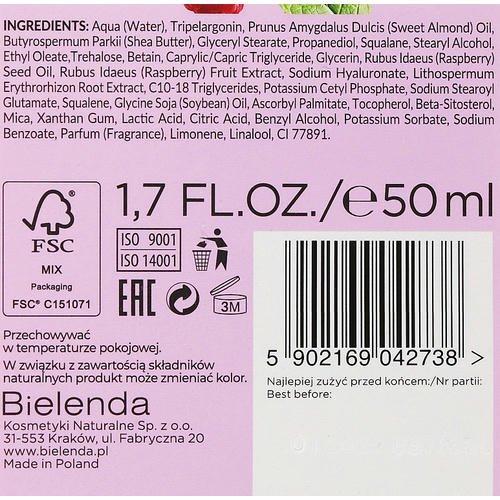 INGREDIENTS: Aqua (Water), Tripelargonin, Prunus Amygdalus Dulcis (Sweet Almond) Oil,
Butyrospermum Parkii (Shea Butter), Glyceryl Stearate, Propanediol, Squalane, Stearyl Alcohol,
Ethyl Oleate,Trehalose, Betain, Caprylic/Capric Triglyceride, Glycerin, Rubus Idaeus (Raspberry)
Seed Oil, Rubus Idaeus (Raspberry) Fruit Extract, Sodium Hyaluronate, Lithospermum
Erythrorhizon Root Extract, C10-18 Triglycerides, Potassium Cetyl Phosphate, Sodium Stearoyl
Glutamate, Squalene, Glycine Soja (Soybean) Oil, Ascorbyl Palmitate, Tocopherol, Beta-Sitosterol,
Mica, Xanthan Gum, Lactic Acid, Citric Acid, Benzyl Alcohol, Potassium Sorbate, Sodium
Benzoate, Parfum (Fragrance), Limonene, Linalool, CI 77891.
FSC
MIX
Packaging
FSC® C151071
1,7 FL.OZ./℮50 ml
ISO 9001
ISO 14001
EAC
3M
Przechowywać
w temperaturze pokojowej.
W związku z zawartością składników
naturalnych produkt może zmieniać kolor.
Bielenda
Kosmetyki Naturalne Sp. z o.o.
31-553 Kraków, ul. Fabryczna 20
www.bielenda.pl
Made in Poland
5 902169 042738 >
Najlepiej zużyć przed końcem:/Nr partii:
Best before: